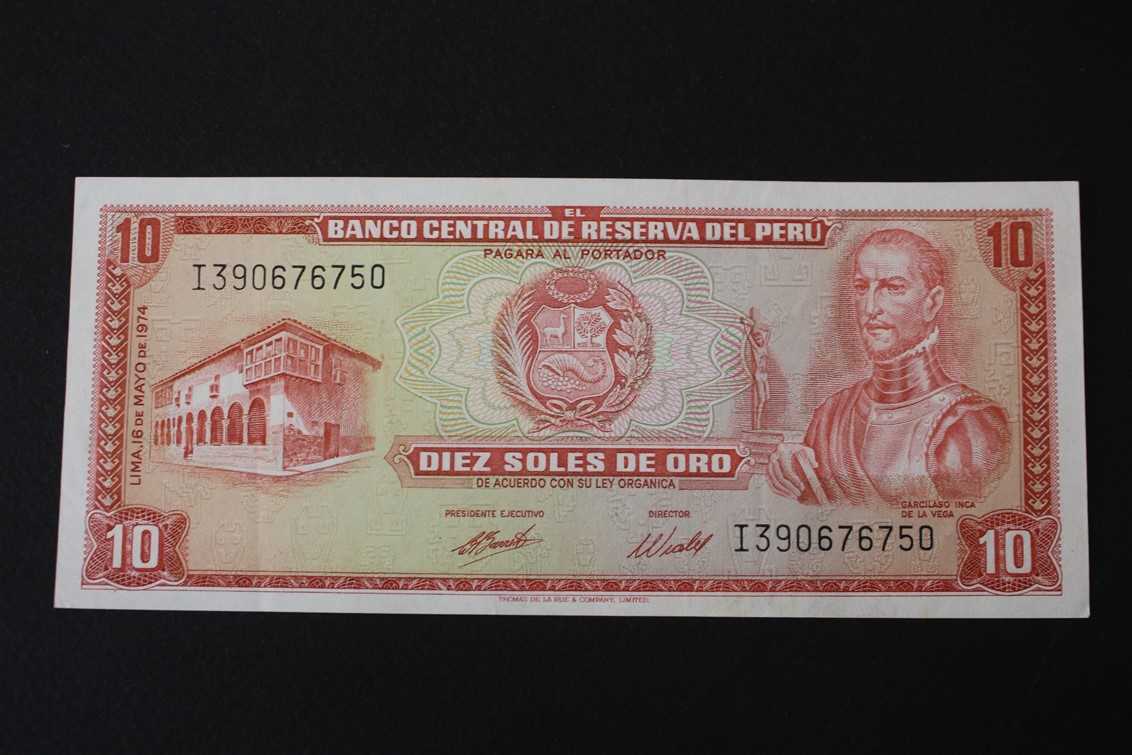 EL
BANCO CENTRAL DE RESERVA DEL PERÚ
PAGARA AL PORTADOR
10
10
I390676750
LIMA, 16 DE MAYO DE 1974
DIEZ SOLES DE ORO
DE ACUERDO CON SU LEY ORGANICA
GARCILASO INCA
DE LA VEGA
PRESIDENTE EJECUTIVO
DIRECTOR
I390676750
10
10
THOMAS DE LA RUE & COMPANY, LIMITED.